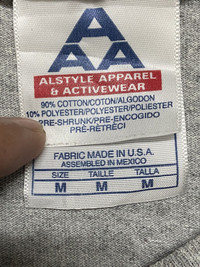 A
AA
ALSTYLE APPAREL
& ACTIVEWEAR
90% COTTON/COTON/ALGODON
10% POLYESTER/POLYESTER/POLIESTER
PRE-SHRUNK/PRE-ENCOGIDO
PRÉ-RÉTRÉCI
FABRIC MADE IN U.S.A.
ASSEMBLED IN MEXICO
SIZE TAILLE TALLA
M M M